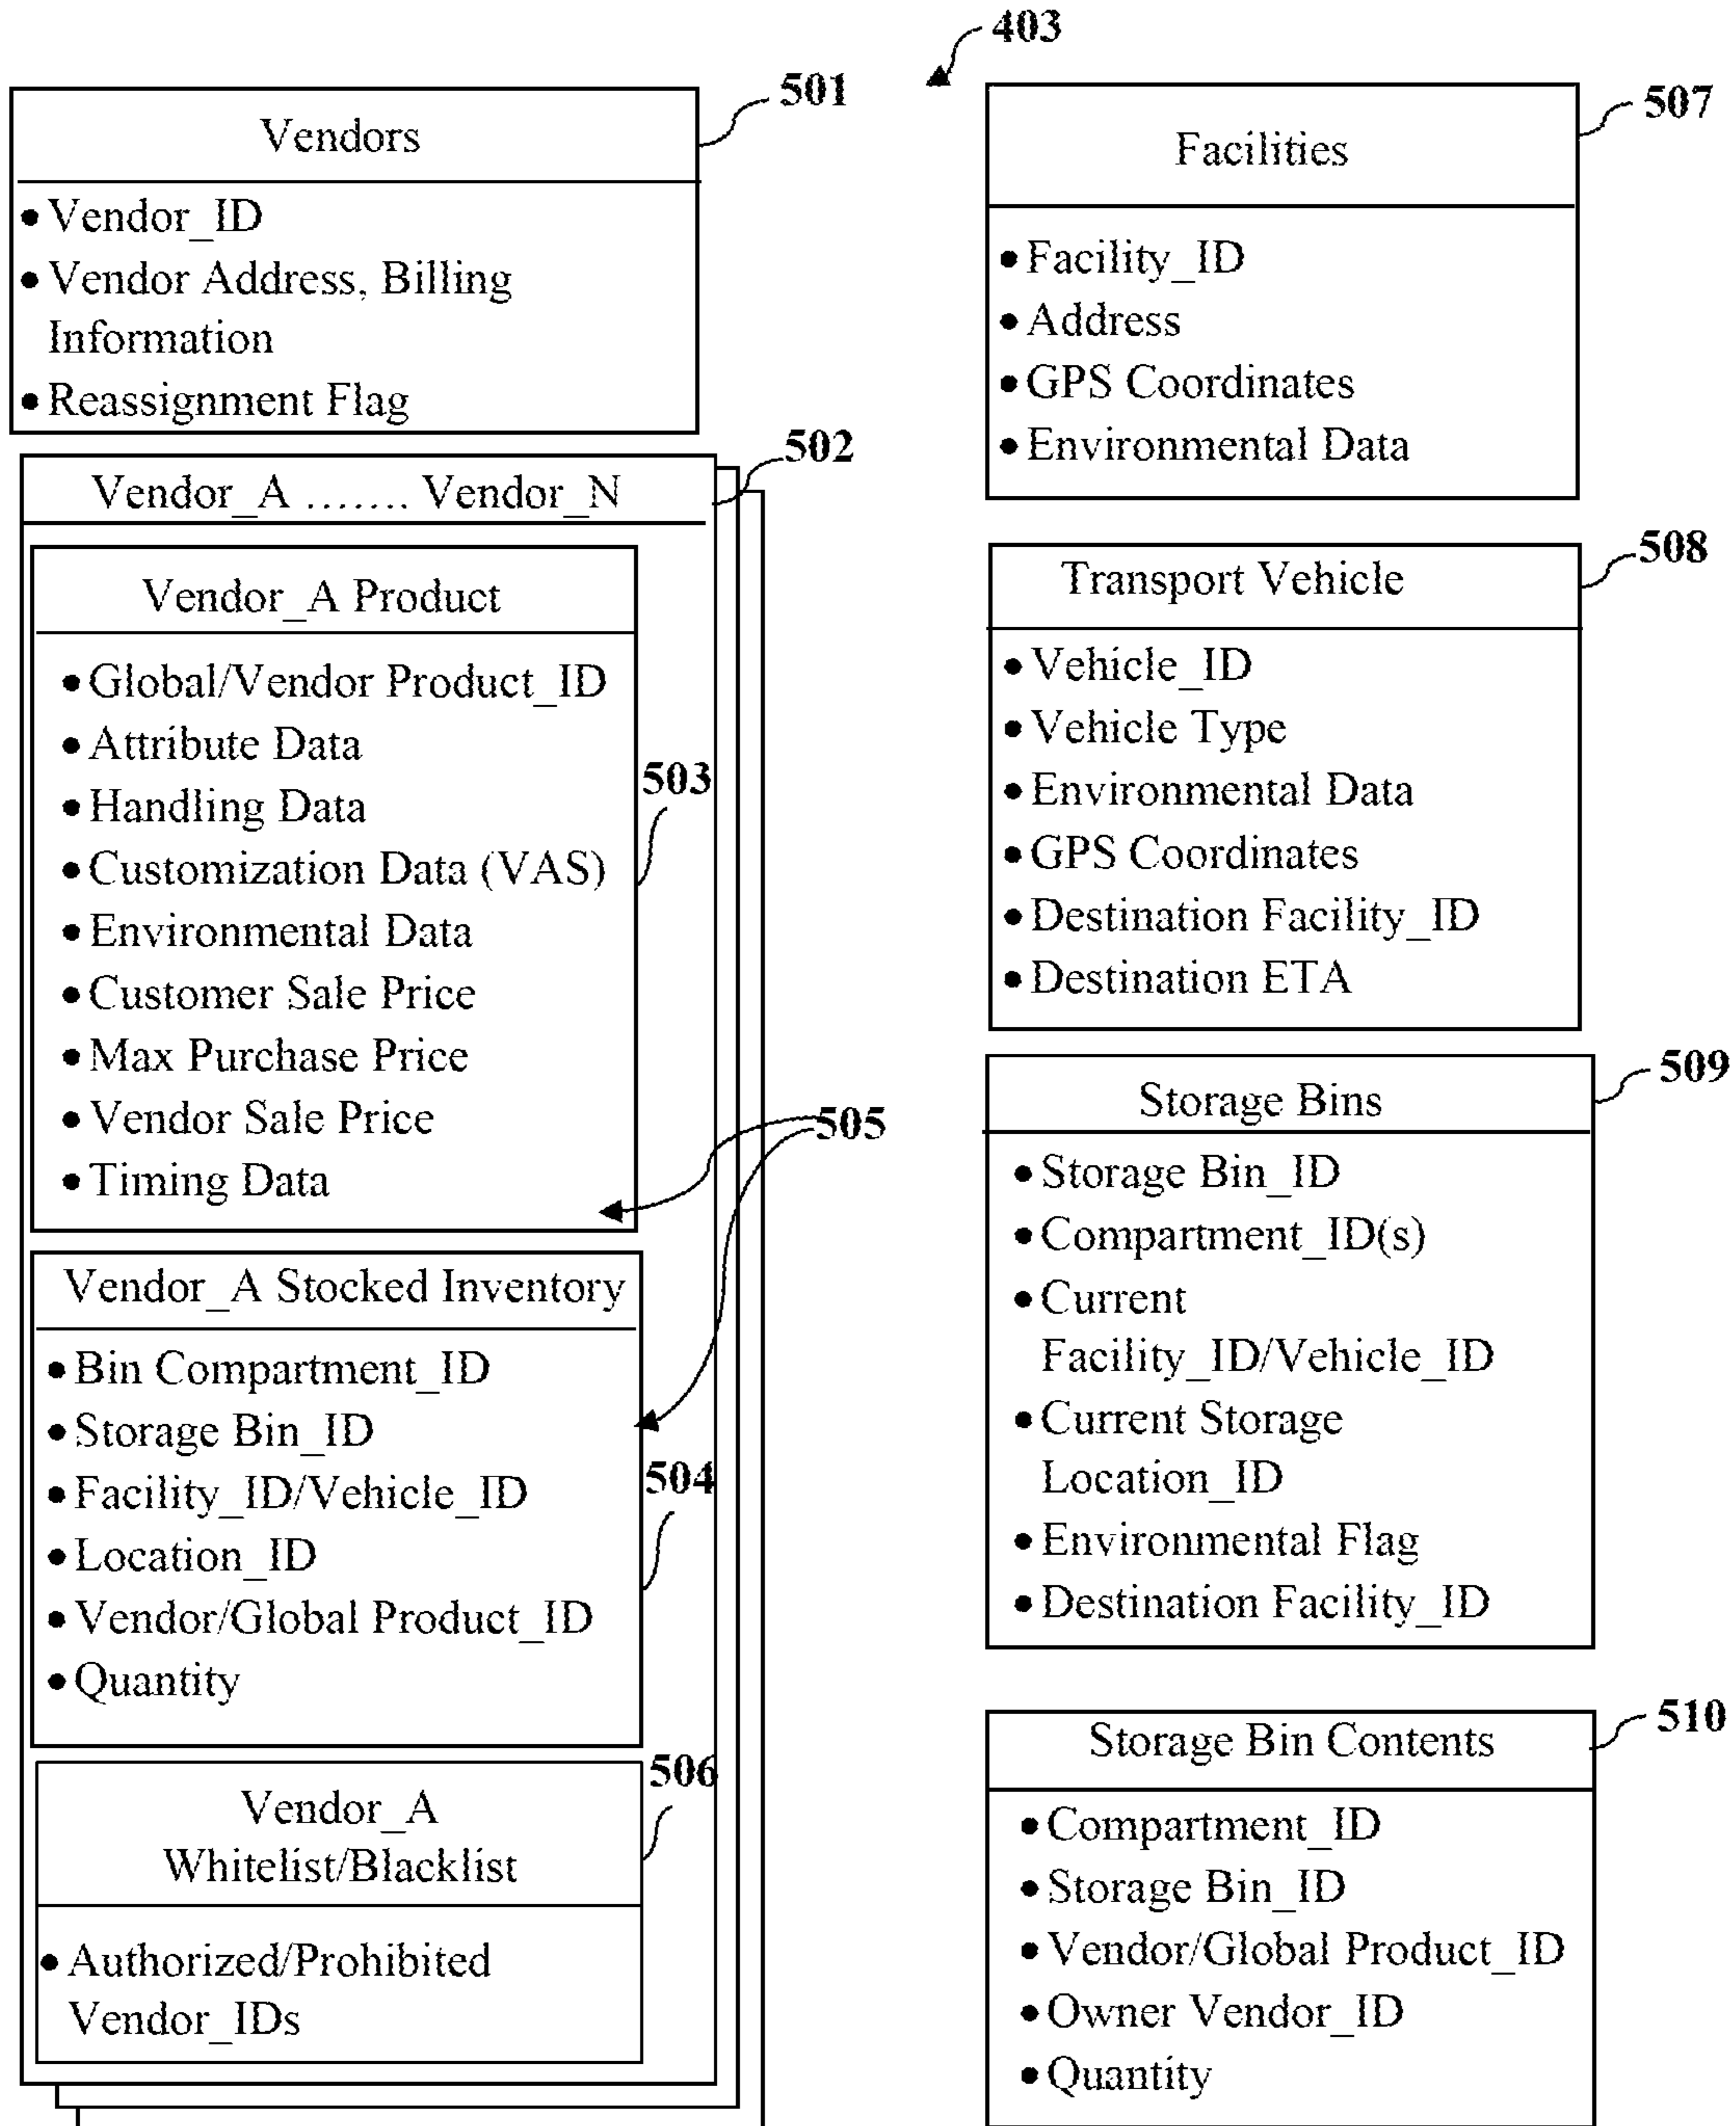 403
501
Vendors
• Vendor_ID
• Vendor Address, Billing
Information
• Reassignment Flag
502
Vendor_A ....... Vendor_N
Vendor_A Product
• Global/Vendor Product_ID
• Attribute Data
• Handling Data
• Customization Data (VAS)
• Environmental Data
• Customer Sale Price
• Max Purchase Price
• Vendor Sale Price
• Timing Data
503
505
Vendor_A Stocked Inventory
• Bin Compartment_ID
• Storage Bin_ID
• Facility_ID/Vehicle_ID
• Location_ID
• Vendor/Global Product_ID
• Quantity
504
506
Vendor_A
Whitelist/Blacklist
• Authorized/Prohibited
Vendor_IDs
507
Facilities
• Facility_ID
• Address
• GPS Coordinates
• Environmental Data
508
Transport Vehicle
• Vehicle_ID
• Vehicle Type
• Environmental Data
• GPS Coordinates
• Destination Facility_ID
• Destination ETA
509
Storage Bins
• Storage Bin_ID
• Compartment_ID(s)
• Current
Facility_ID/Vehicle_ID
• Current Storage
Location_ID
• Environmental Flag
• Destination Facility_ID
510
Storage Bin Contents
• Compartment_ID
• Storage Bin_ID
• Vendor/Global Product_ID
• Owner Vendor_ID
• Quantity